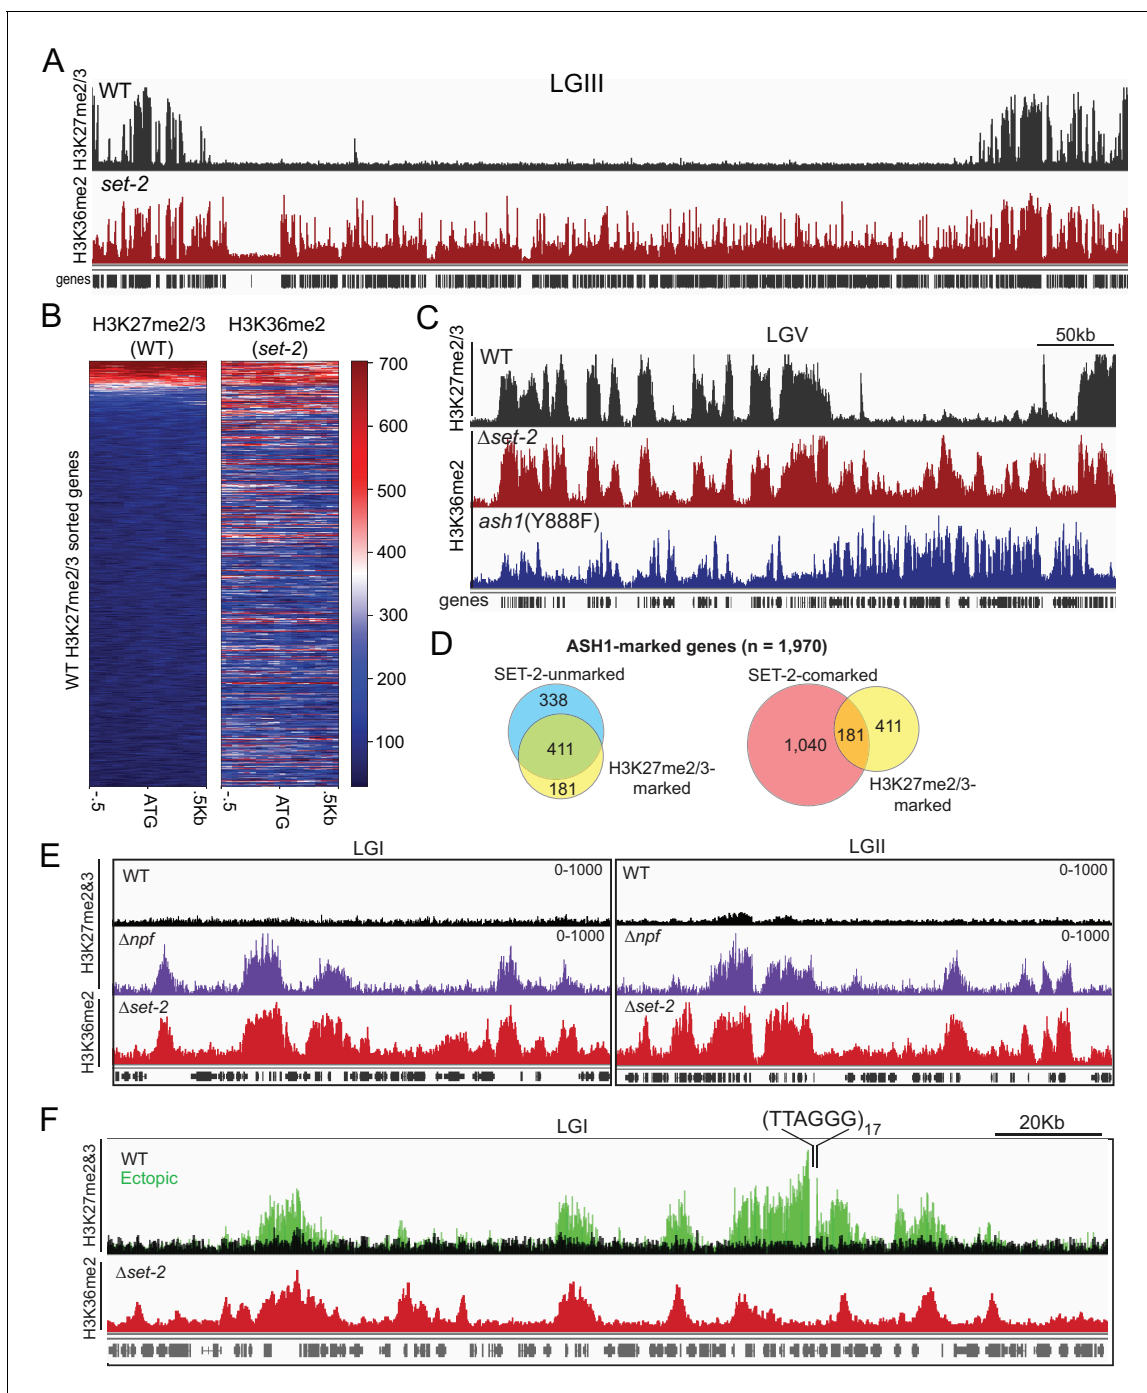 A
LGIII
H3K27me2/3
WT
H3K36me2
set-2
genes
B
H3K27me2/3
(WT)
H3K36me2
(set-2)
WT H3K27me2/3 sorted genes
700
600
500
400
300
200
100
-.5
ATG
.5Kb
-.5
ATG
.5Kb
C
LGV
50kb
H3K27me2/3
WT
H3K36me2
Δset-2
ash1(Y888F)
genes
D
ASH1-marked genes (n = 1,970)
SET-2-unmarked
338
411
181
H3K27me2/3-
marked
SET-2-comarked
1,040
181
411
H3K27me2/3-
marked
E
LGI
LGII
H3K27me2&3
WT
0-1000
WT
0-1000
Δnpf
0-1000
Δnpf
0-1000
H3K36me2
Δset-2
Δset-2
F
LGI
(TTAGGG)17
20Kb
H3K27me2&3
WT
Ectopic
H3K36me2
Δset-2